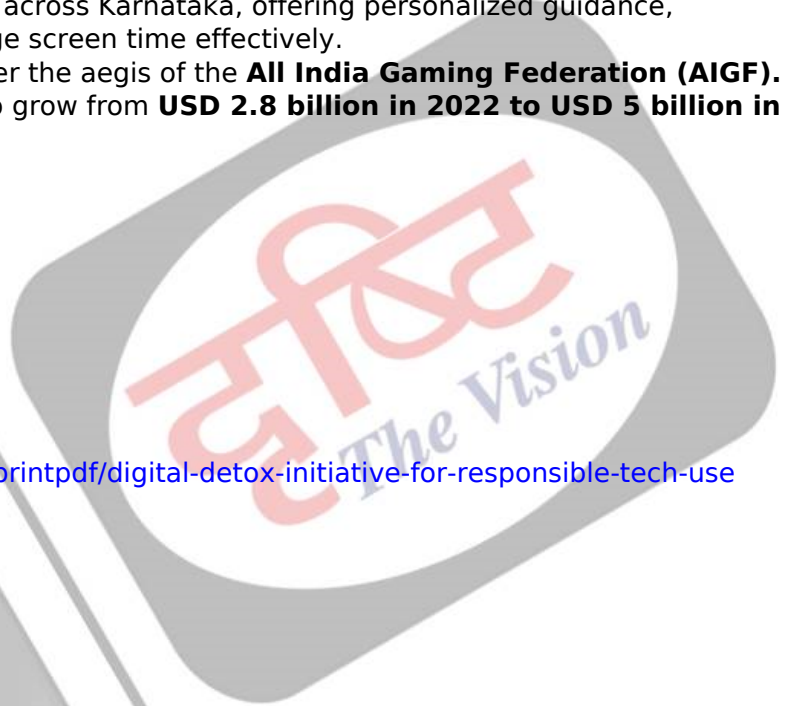 across Karnataka, offering personalized guidance,
ge screen time effectively.
er the aegis of the All India Gaming Federation (AIGF).
o grow from USD 2.8 billion in 2022 to USD 5 billion in
दृष्टि
The Vision
printpdf/digital-detox-initiative-for-responsible-tech-use